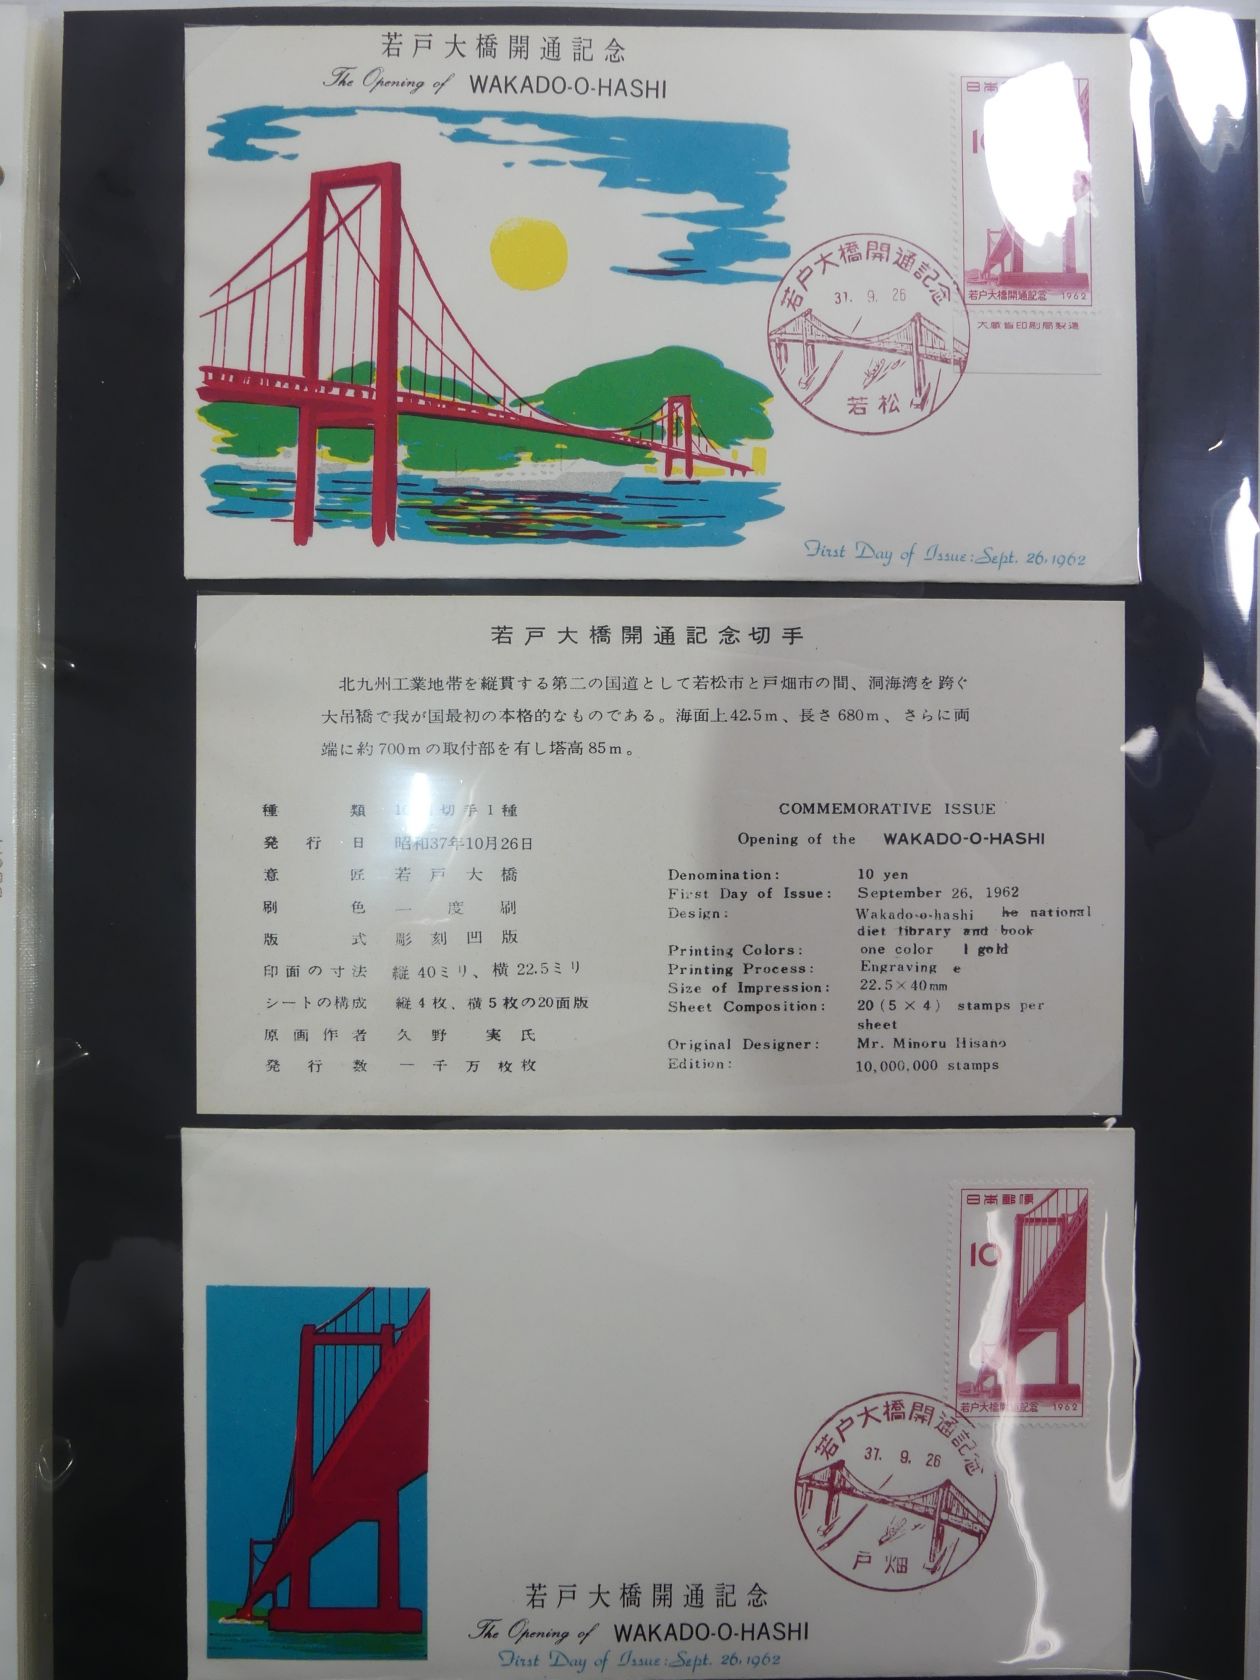 若戸大橋開通記念
The Opening of WAKADO-O-HASHI
日本
若戸大橋開通記念 1962
大蔵省印刷局製造
若戸大橋開通記念
37. 9. 26
若松
First Day of Issue: Sept. 26, 1962
若戸大橋開通記念切手
北九州工業地帯を縦貫する第二の国道として若松市と戸畑市の間、洞海湾を跨ぐ
大吊橋で我が国最初の本格的なものである。海面上42.5m、長さ680m、さらに両
端に約700mの取付部を有し塔高85m。
種類 10円切手1種
発行日 昭和37年10月26日
意匠 若戸大橋
刷色 一度刷
版式 彫刻凹版
印面の寸法 縦40ミリ、横22.5ミリ
シートの構成 縦4枚、横5枚の20面版
原画作者 久野 実氏
発行数 一千万枚枚
COMMEMORATIVE ISSUE
Opening of the WAKADO-O-HASHI
Denomination: 10 yen
First Day of Issue: September 26, 1962
Design: Wakado-o-hashi he national
diet library and book
Printing Colors: one color l gold
Printing Process: Engraving e
Size of Impression: 22.5×40mm
Sheet Composition: 20 (5 × 4) stamps per
sheet
Original Designer: Mr. Minoru Hisano
Edition: 10,000,000 stamps
日本郵便
10
若戸大橋開通記念 1962
若戸大橋開通記念
37. 9. 26
戸畑
若戸大橋開通記念
The Opening of WAKADO-O-HASHI
First Day of Issue: Sept. 26, 1962